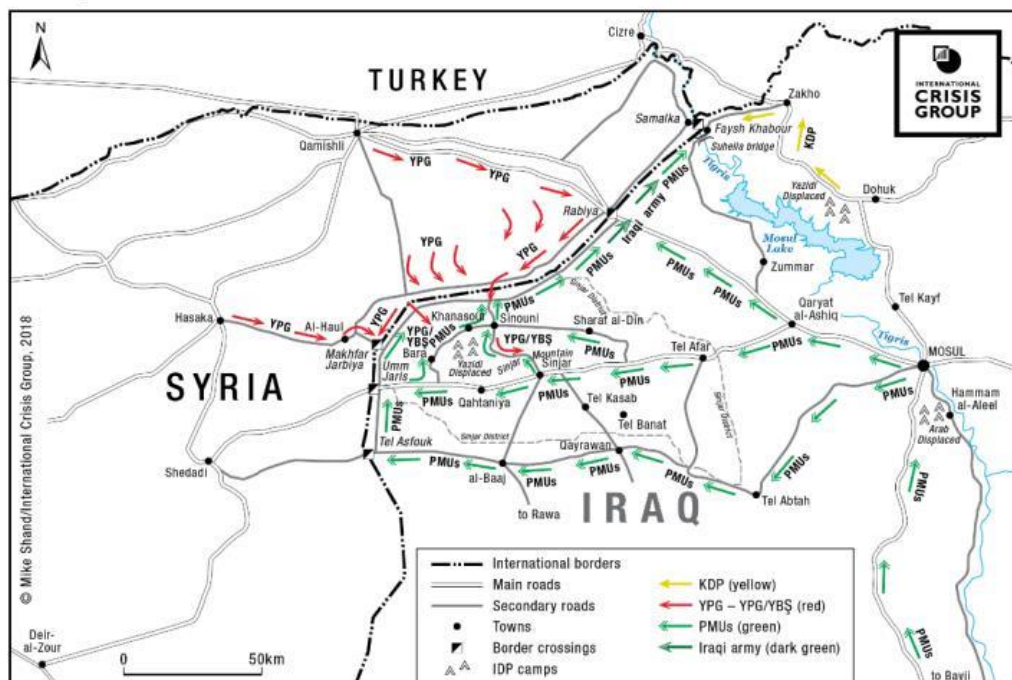 N
Cizre
TURKEY
INTERNATIONAL
CRISIS
GROUP
Zakho
Samalka
Faysh Khabour
Suheila bridge
KDP
Qamishli
YPG
YPG
PMUs
Tigris
Yazidi
Displaced
Dohuk
Rabiya
Iraqi army
Mosul
Lake
YPG
YPG
PMUs
Zummar
PMUs
Sinjar District
Tel Kayf
Hasaka
YPG
Al-Haul
YPG
Khanasour
Sinouni
PMUs
Sharaf al-Din
PMUs
Qaryat
al-Ashiq
Tigris
Makhfar
Jarbiya
YPG/
YBŞ
PMUs
Bara
YPG/YBŞ
PMUs
Tel Afar
PMUs
MOSUL
SYRIA
Umm
Jaris
Yazidi
Displaced
Sinjar
Mountain
Sinjar
PMUs
PMUs
Hammam
al-Aleel
PMUs
Qahtaniya
PMUs
Tel Kasab
Arab
Displaced
PMUs
Tel Banat
Sinjar District
Tel Asfouk
Sinjar District
Qayrawan
Shedadi
PMUs
al-Baaj
PMUs
PMUs
PMUs
PMUs
PMUs
Tel Abtah
to Rawa
IRAQ
© Mike Shand/International Crisis Group, 2018
International borders
Main roads
Secondary roads
Towns
Border crossings
IDP camps
KDP (yellow)
YPG – YPG/YBŞ (red)
PMUs (green)
Iraqi army (dark green)
Deir-
al-Zour
0
50km
PMUs
to Bayji